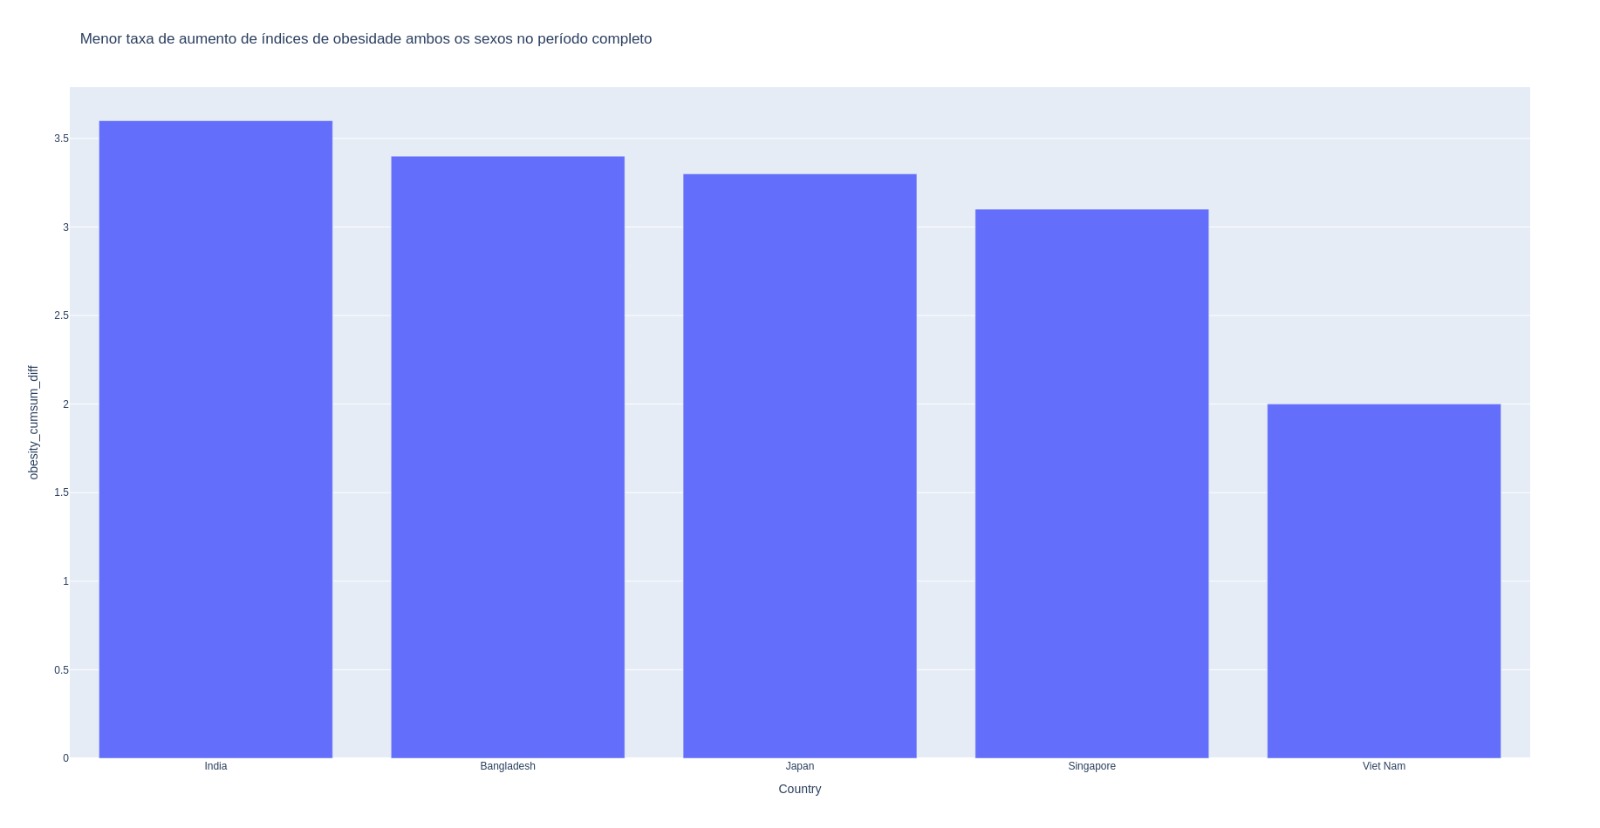 Menor taxa de aumento de índices de obesidade ambos os sexos no período completo
3.5
3
2.5
2
1.5
1
0.5
0
obesity_cumsum_diff
India
Bangladesh
Japan
Singapore
Viet Nam
Country